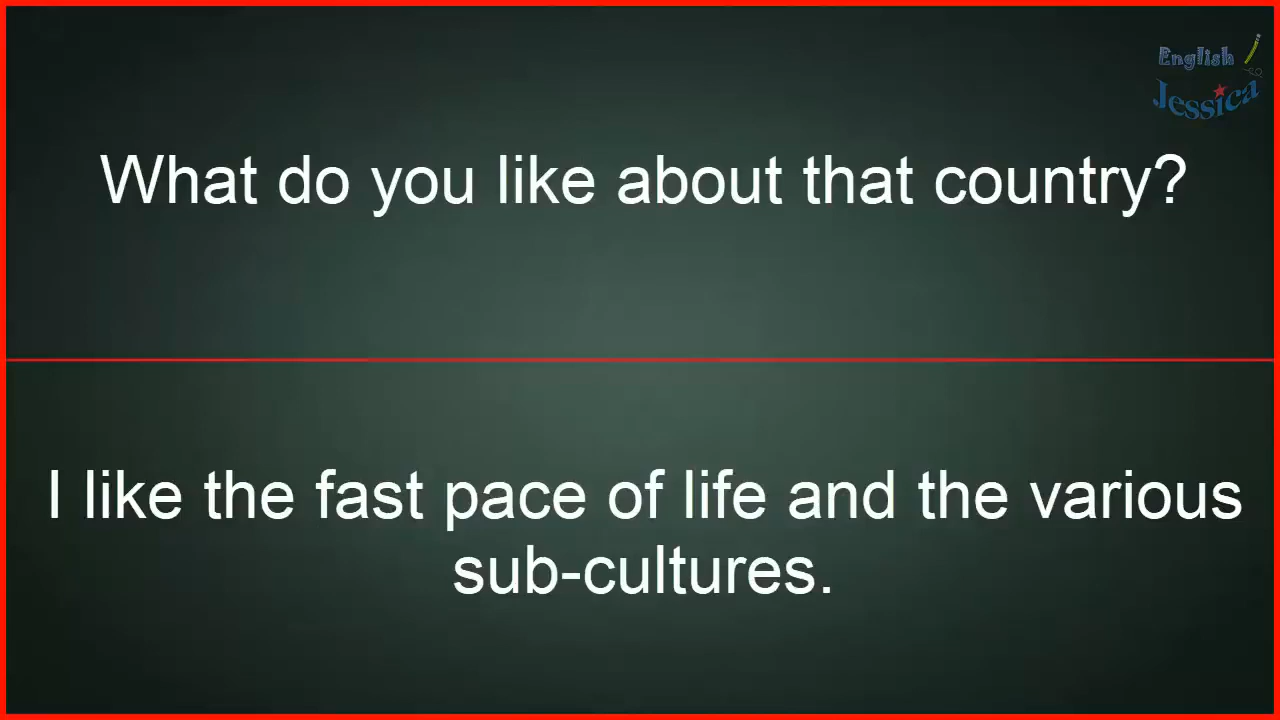 English
Jessica
What do you like about that country?
I like the fast pace of life and the various
sub-cultures.